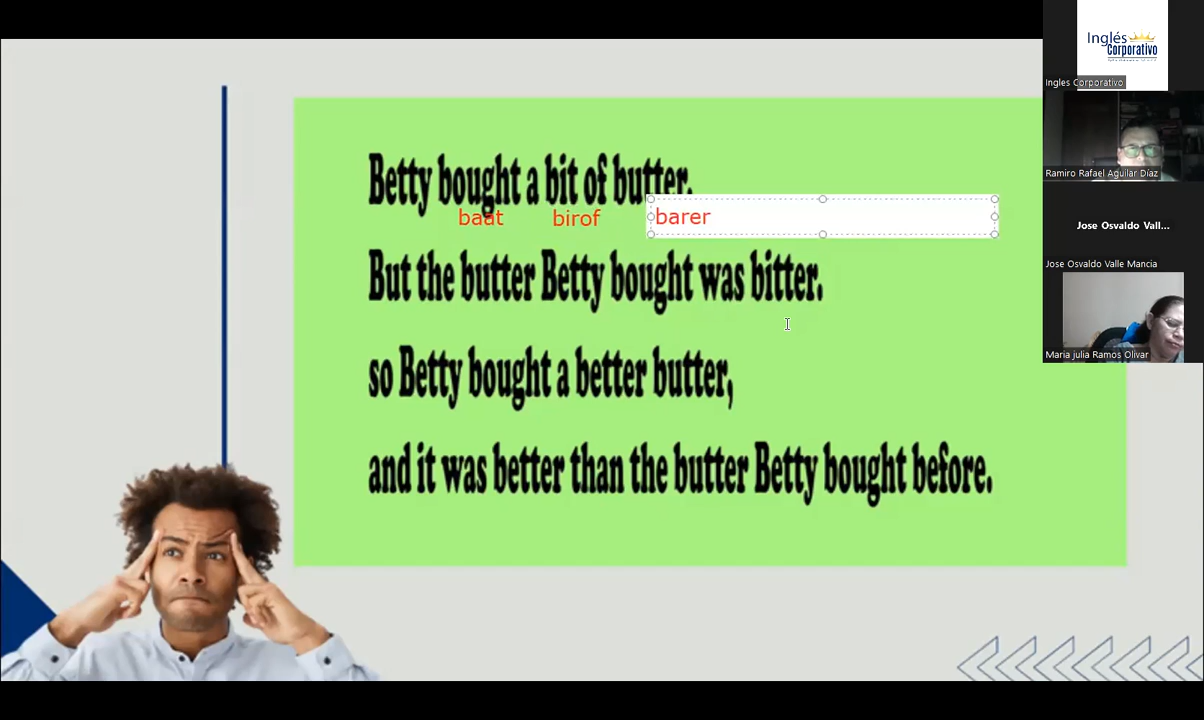 Betty bought a bit of butter.
baat birof barer
But the butter Betty bought was bitter.
so Betty bought a better butter,
and it was better than the butter Betty bought before.
Inglés
Corporativo
Ingles Corporativo
Ramiro Rafael Aguilar Díaz
Jose Osvaldo Vall...
Jose Osvaldo Valle Mancia
Maria julia Ramos Olivar